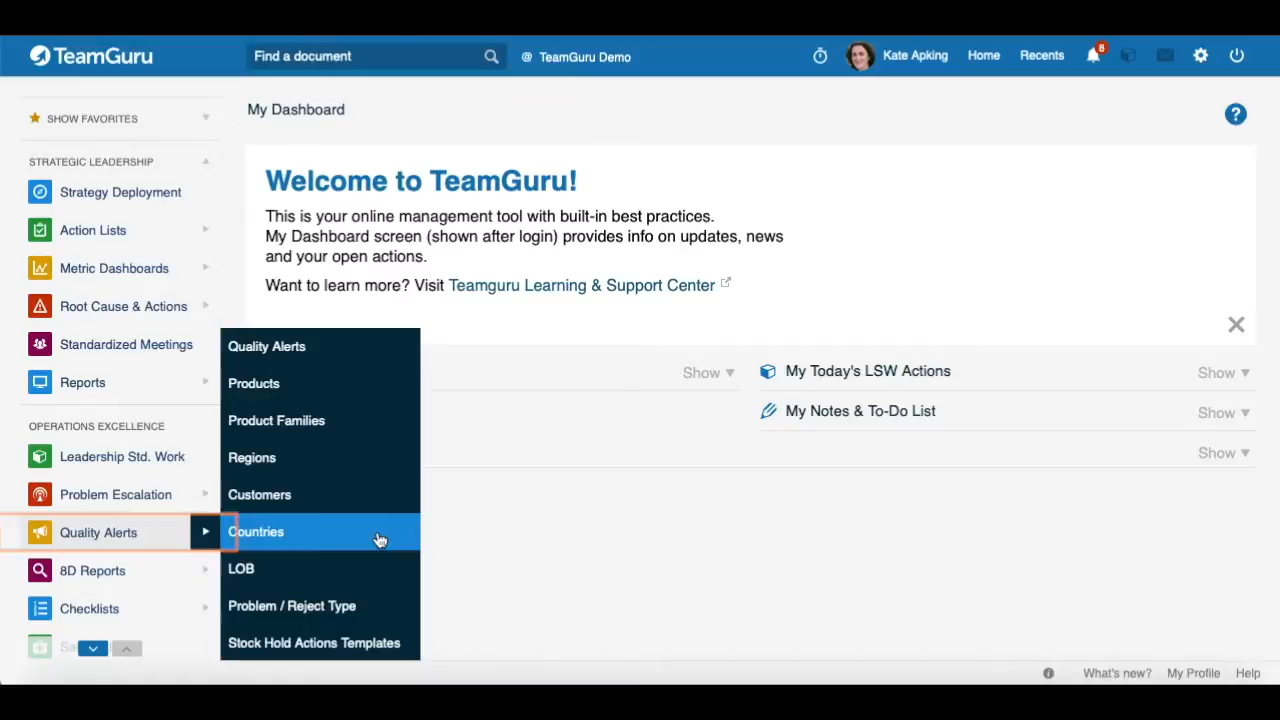 TeamGuru
Find a document
@ TeamGuru Demo
Kate Apking
Home
Recents
8
SHOW FAVORITES
STRATEGIC LEADERSHIP
Strategy Deployment
Action Lists
Metric Dashboards
Root Cause & Actions
Standardized Meetings
Reports
OPERATIONS EXCELLENCE
Leadership Std. Work
Problem Escalation
Quality Alerts
8D Reports
Checklists
Quality Alerts
Products
Product Families
Regions
Customers
Countries
LOB
Problem / Reject Type
Stock Hold Actions Templates
My Dashboard
?
Welcome to TeamGuru!
This is your online management tool with built-in best practices.
My Dashboard screen (shown after login) provides info on updates, news
and your open actions.
Want to learn more? Visit Teamguru Learning & Support Center
Show ▼
My Today's LSW Actions
Show ▼
My Notes & To-Do List
Show ▼
Show ▼
What's new?
My Profile
Help